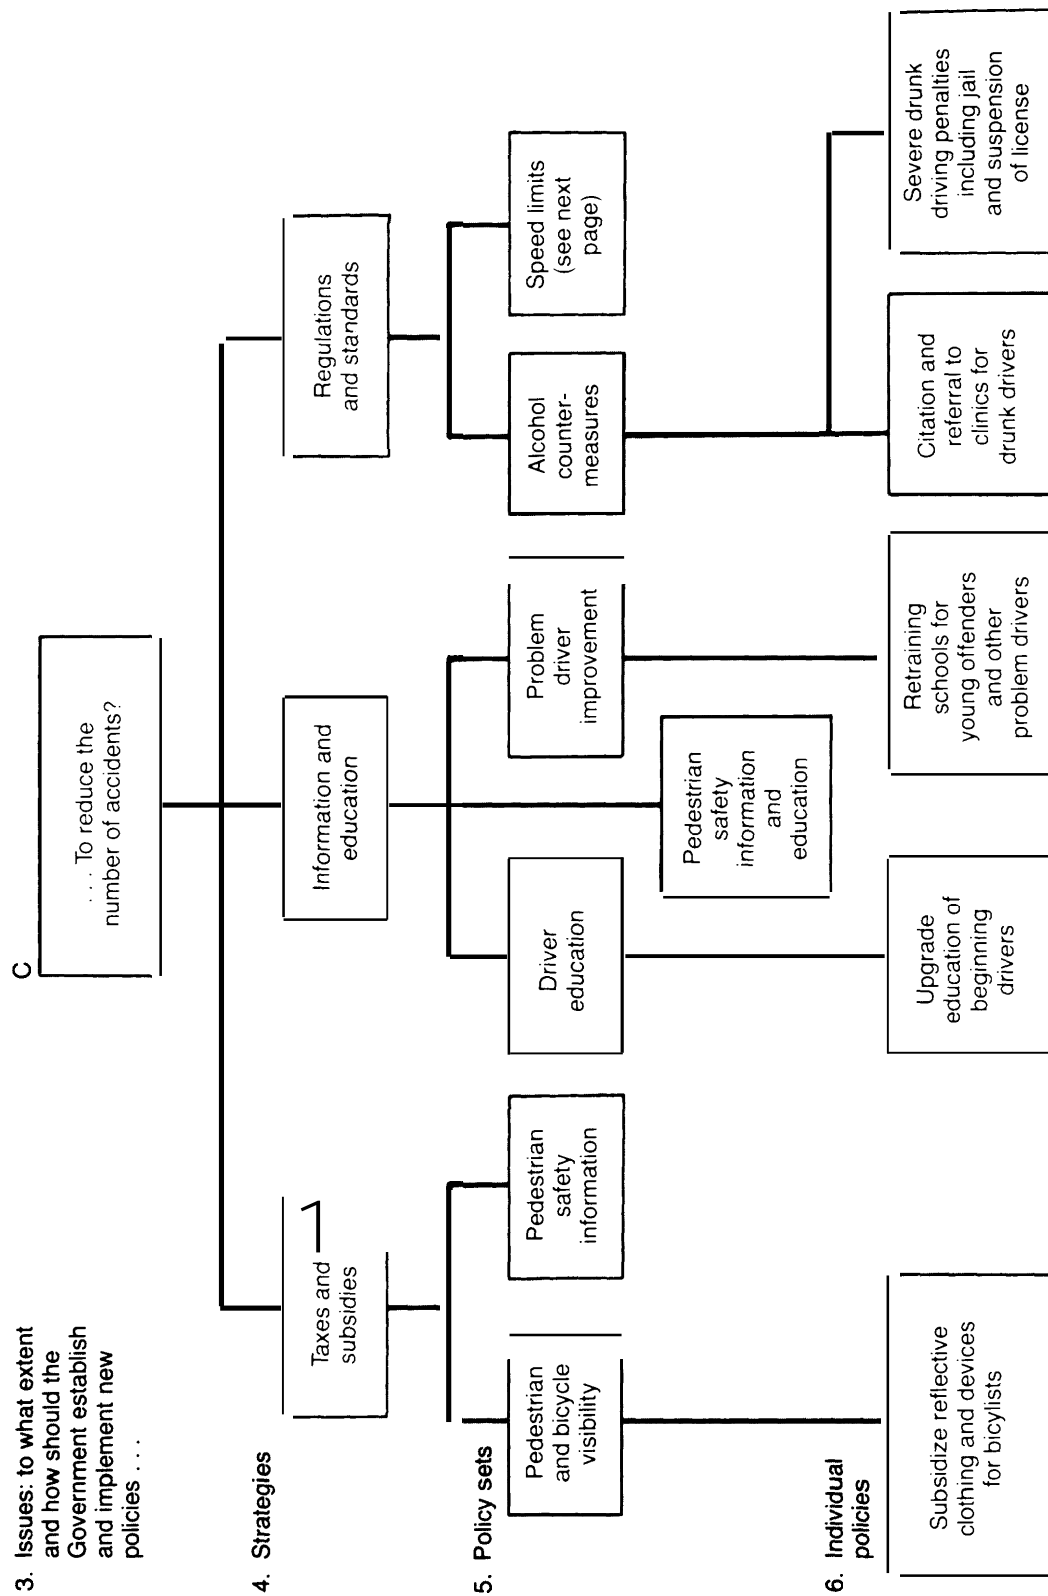 3. Issues: to what extent
and how should the
Government establish
and implement new
policies . . .
C
. . . To reduce the
number of accidents?
4. Strategies
Taxes and
subsidies
Information and
education
Regulations
and standards
5. Policy sets
Pedestrian
and bicycle
visibility
Pedestrian
safety
information
Driver
education
Problem
driver
improvement
Alcohol
counter-
measures
Speed limits
(see next
page)
Pedestrian
safety
information
and
education
6. Individual
policies
Subsidize reflective
clothing and devices
for bicylists
Upgrade
education of
beginning
drivers
Retraining
schools for
young offenders
and other
problem drivers
Citation and
referral to
clinics for
drunk drivers
Severe drunk
driving penalties
including jail
and suspension
of license